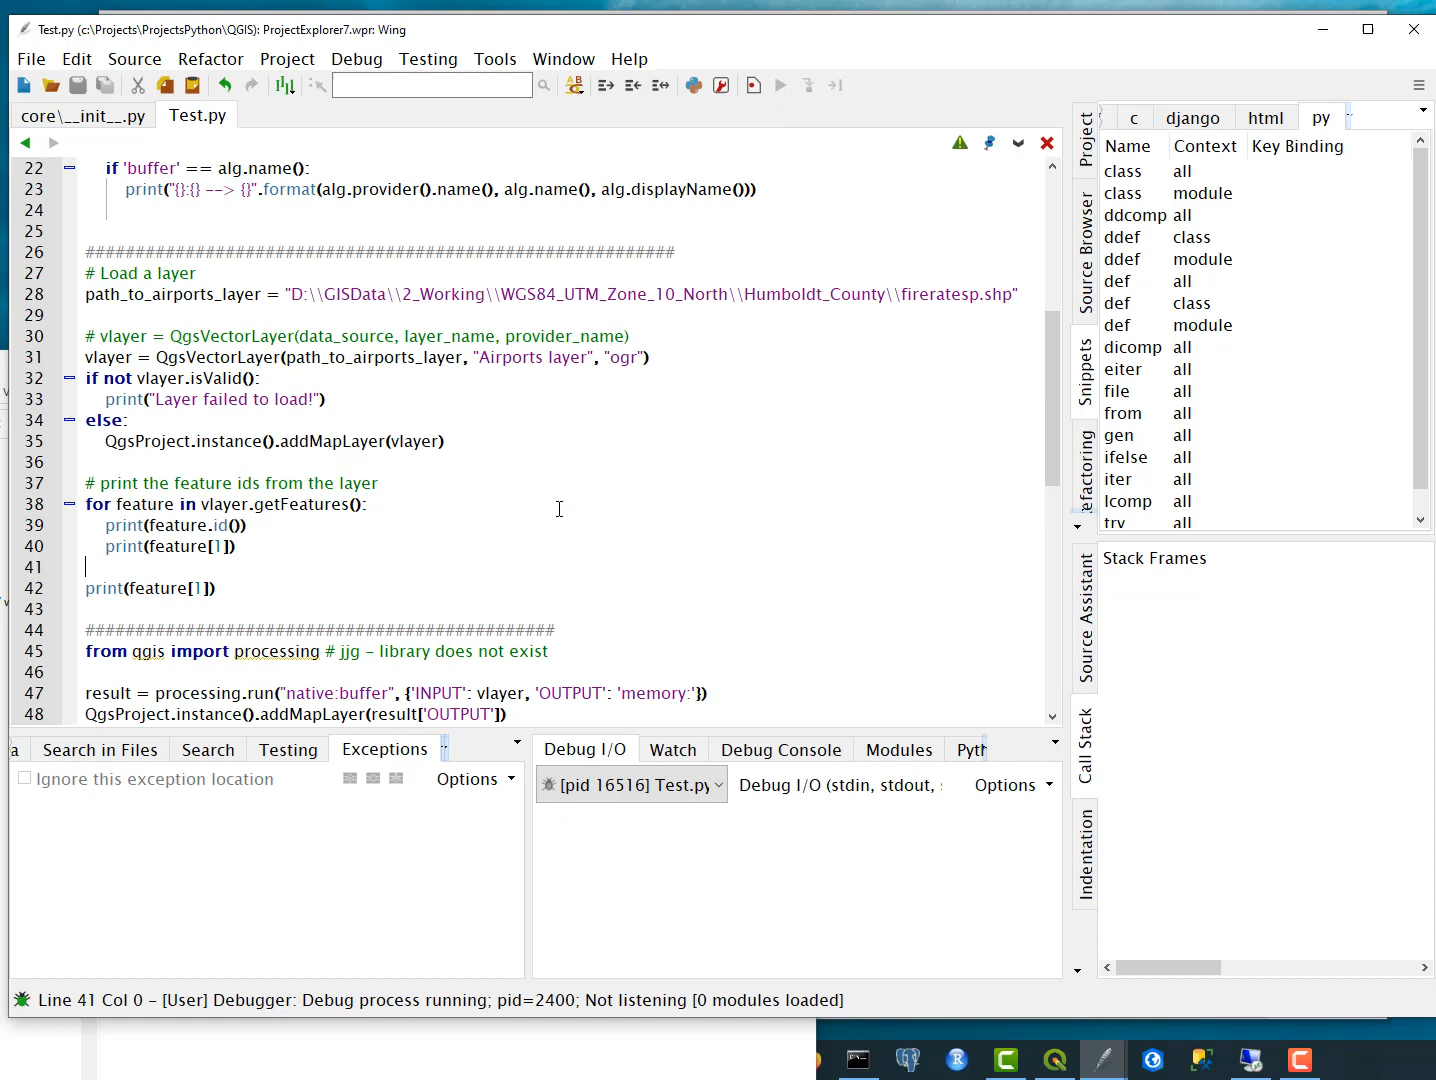 Test.py (c:\Projects\ProjectsPython\QGIS): ProjectExplorer7.wpr: Wing
File Edit Source Refactor Project Debug Testing Tools Window Help
core\__init__.py Test.py
22 if 'buffer' == alg.name():
23 print("{}:{} --> {}".format(alg.provider().name(), alg.name(), alg.displayName()))
24
25
26 ###########################################################
27 # Load a layer
28 path_to_airports_layer = "D:\\GISData\\2_Working\\WGS84_UTM_Zone_10_North\\Humboldt_County\\fireratesp.shp"
29
30 # vlayer = QgsVectorLayer(data_source, layer_name, provider_name)
31 vlayer = QgsVectorLayer(path_to_airports_layer, "Airports layer", "ogr")
32 if not vlayer.isValid():
33 print("Layer failed to load!")
34 else:
35 QgsProject.instance().addMapLayer(vlayer)
36
37 # print the feature ids from the layer
38 for feature in vlayer.getFeatures():
39 print(feature.id())
40 print(feature[1])
41
42 print(feature[1])
43
44 ###############################################
45 from qgis import processing # jjg - library does not exist
46
47 result = processing.run("native:buffer", {'INPUT': vlayer, 'OUTPUT': 'memory:'})
48 QgsProject.instance().addMapLayer(result['OUTPUT'])
Project
Source Browser
Snippets
efactoring
c django html py
Name Context Key Binding
class all
class module
ddcomp all
ddef class
ddef module
def all
def class
def module
dicomp all
eiter all
file all
from all
gen all
ifelse all
iter all
lcomp all
try all
Source Assistant
Call Stack
Indentation
Stack Frames
a Search in Files Search Testing Exceptions
Ignore this exception location Options
Debug I/O Watch Debug Console Modules Pyth
[pid 16516] Test.py Debug I/O (stdin, stdout, Options
Line 41 Col 0 - [User] Debugger: Debug process running; pid=2400; Not listening [0 modules loaded]